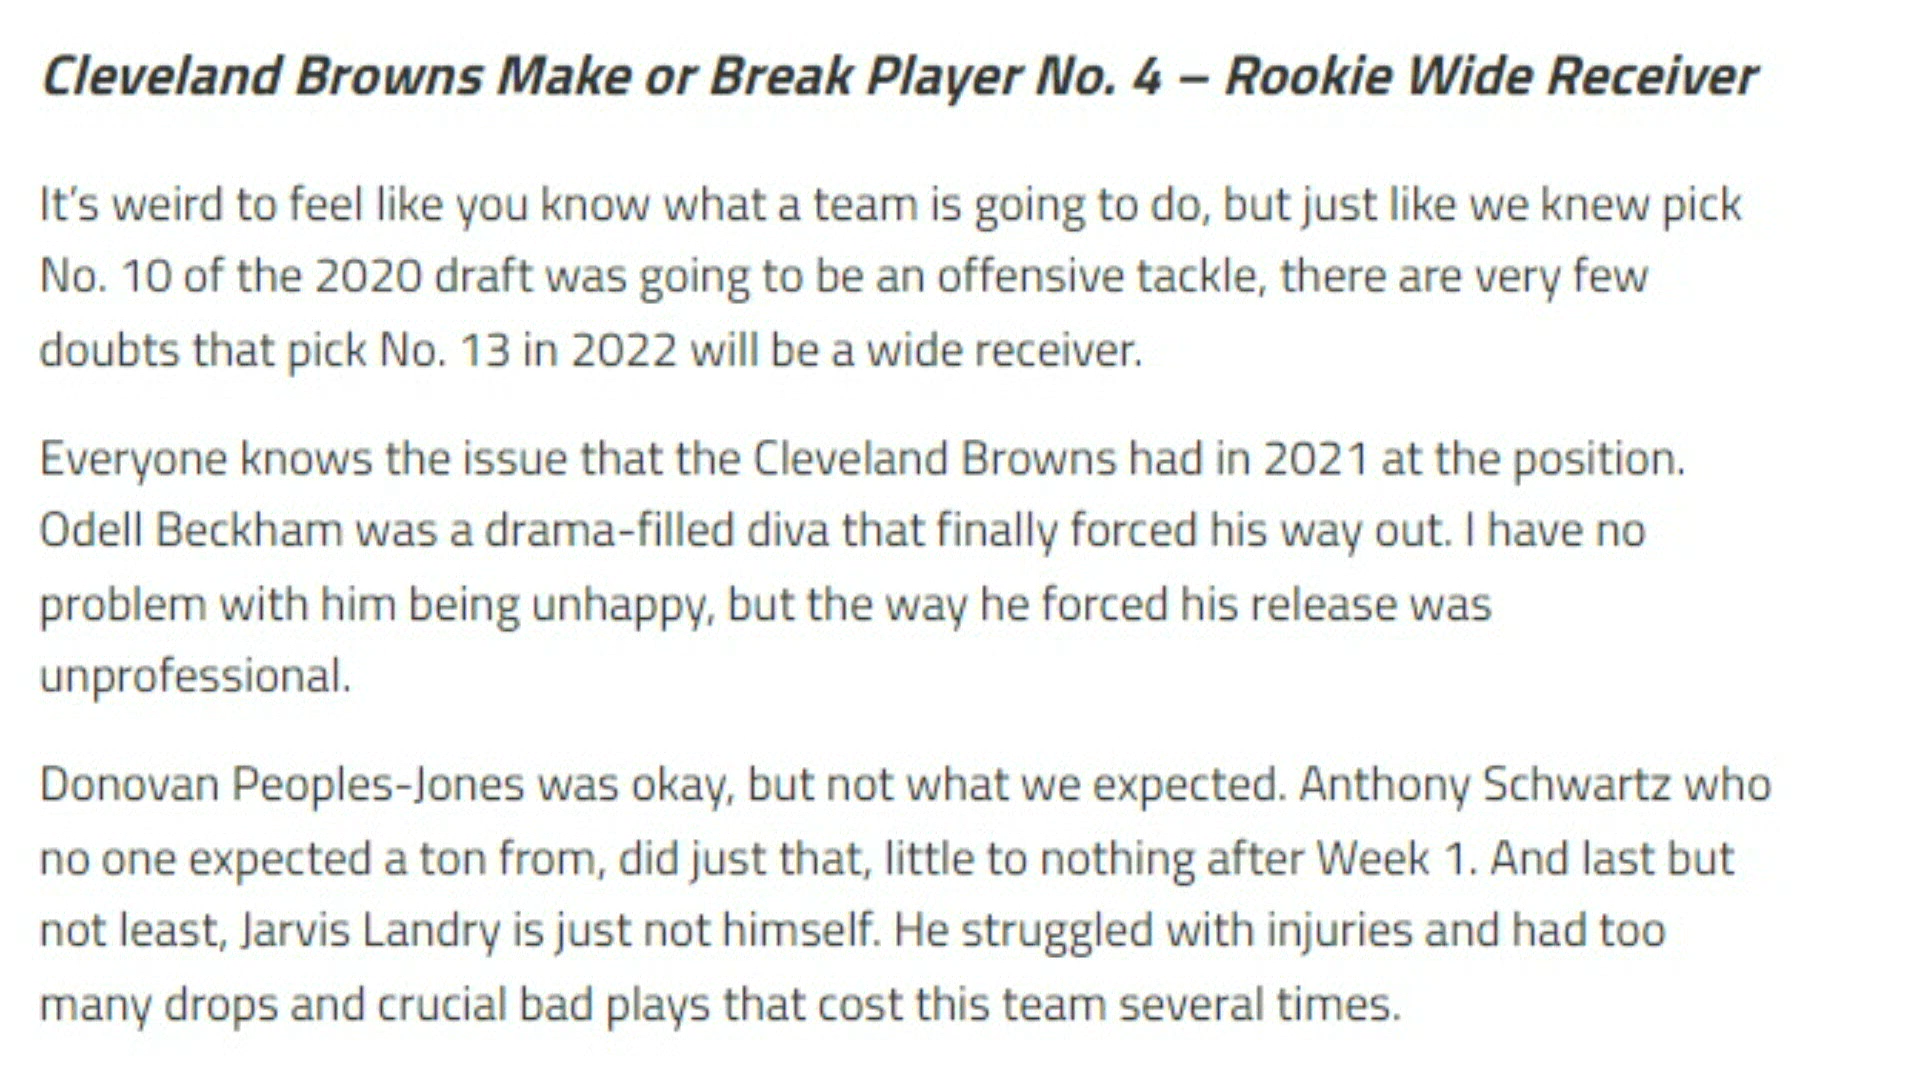 Cleveland Browns Make or Break Player No. 4 – Rookie Wide Receiver
It’s weird to feel like you know what a team is going to do, but just like we knew pick
No. 10 of the 2020 draft was going to be an offensive tackle, there are very few
doubts that pick No. 13 in 2022 will be a wide receiver.
Everyone knows the issue that the Cleveland Browns had in 2021 at the position.
Odell Beckham was a drama-filled diva that finally forced his way out. I have no
problem with him being unhappy, but the way he forced his release was
unprofessional.
Donovan Peoples-Jones was okay, but not what we expected. Anthony Schwartz who
no one expected a ton from, did just that, little to nothing after Week 1. And last but
not least, Jarvis Landry is just not himself. He struggled with injuries and had too
many drops and crucial bad plays that cost this team several times.